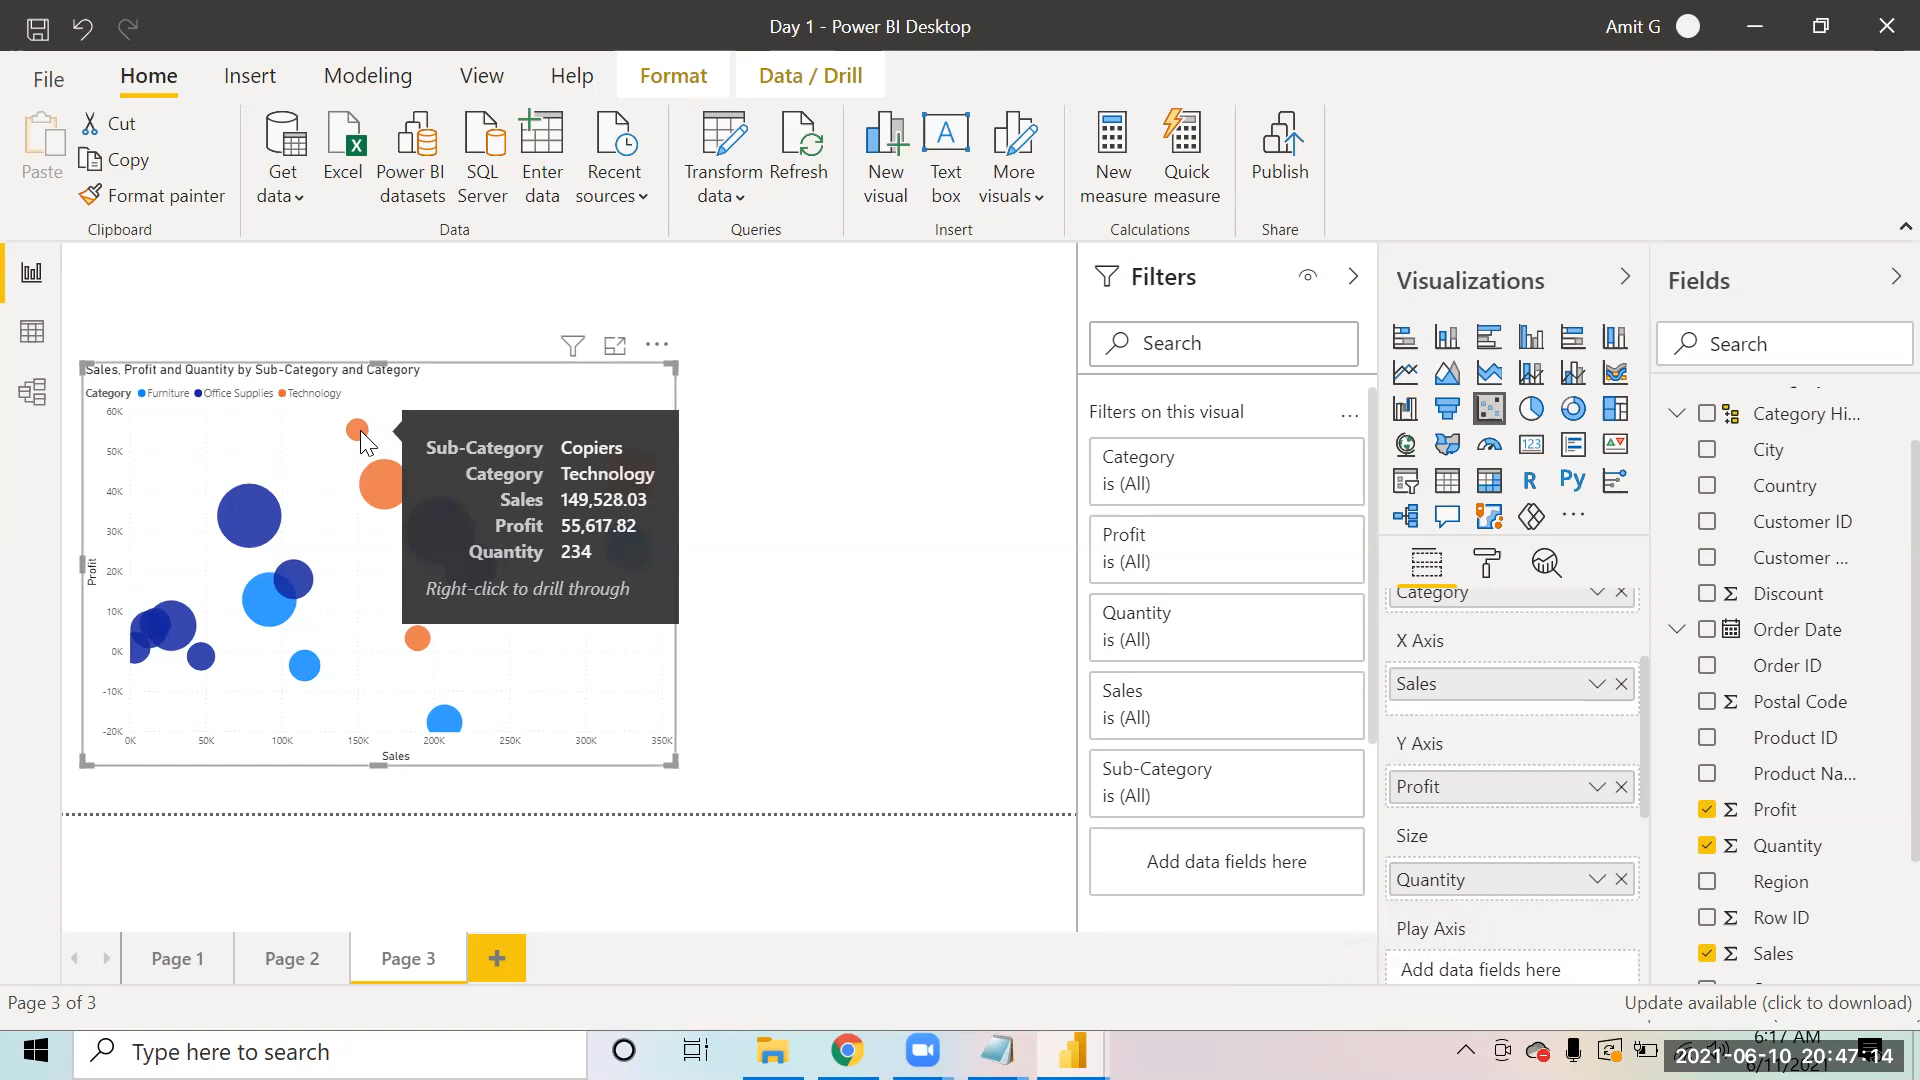 Day 1 - Power BI Desktop
Amit G
File
Home
Insert
Modeling
View
Help
Format
Data / Drill
Paste
Cut
Copy
Format painter
Clipboard
Get data
Excel
Power BI datasets
SQL Server
Enter data
Recent sources
Data
Transform data
Refresh
Queries
New visual
Text box
More visuals
Insert
New measure
Quick measure
Calculations
Publish
Share
Sales, Profit and Quantity by Sub-Category and Category
Category Furniture Office Supplies Technology
60K
50K
40K
30K
20K
10K
0K
-10K
-20K
Profit
0K 50K 100K 150K 200K 250K 300K 350K
Sales
Sub-Category Copiers
Category Technology
Sales 149,528.03
Profit 55,617.82
Quantity 234
Right-click to drill through
Filters
Search
Filters on this visual
...
Category
is (All)
Profit
is (All)
Quantity
is (All)
Sales
is (All)
Sub-Category
is (All)
Add data fields here
Visualizations
123
R
Py
...
Category
X Axis
Sales
Y Axis
Profit
Size
Quantity
Play Axis
Add data fields here
Fields
Search
Category Hi...
City
Country
Customer ID
Customer ...
Discount
Order Date
Order ID
Postal Code
Product ID
Product Na...
Profit
Quantity
Region
Row ID
Sales
Page 1
Page 2
Page 3
+
Page 3 of 3
Update available (click to download)
Type here to search
6:17 AM
6/11/2021
2021-06-10 20:47:14